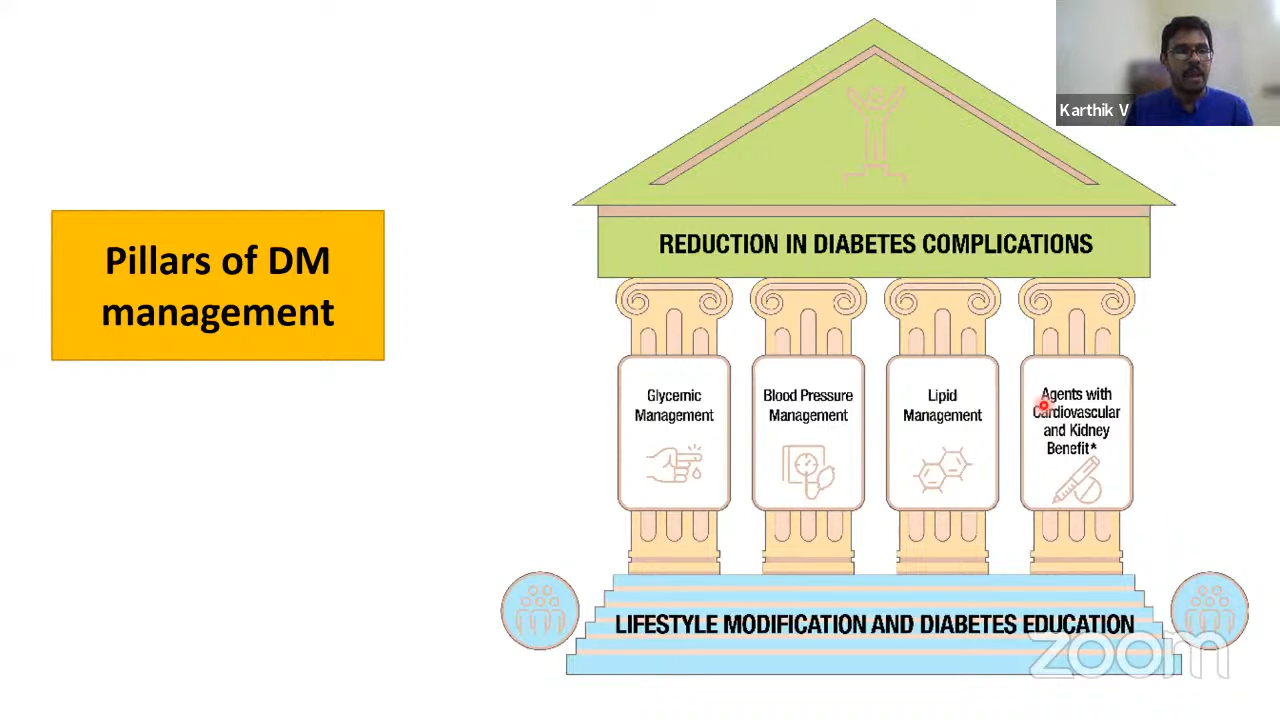 Karthik V
Pillars of DM
management
REDUCTION IN DIABETES COMPLICATIONS
Glycemic
Management
Blood Pressure
Management
Lipid
Management
Agents with
Cardiovascular
and Kidney
Benefit*
LIFESTYLE MODIFICATION AND DIABETES EDUCATION
zoom